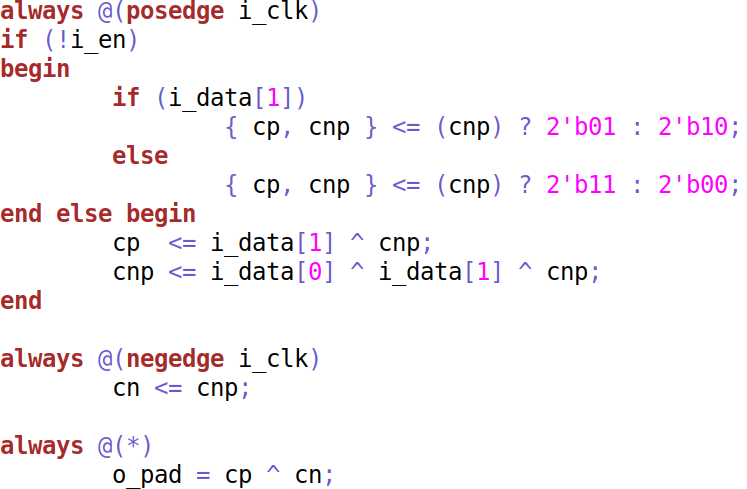 always @(posedge i_clk)
if (!i_en)
begin
        if (i_data[1])
                { cp, cnp } <= (cnp) ? 2'b01 : 2'b10;
        else
                { cp, cnp } <= (cnp) ? 2'b11 : 2'b00;
end else begin
        cp  <= i_data[1] ^ cnp;
        cnp <= i_data[0] ^ i_data[1] ^ cnp;
end

always @(negedge i_clk)
        cn <= cnp;

always @(*)
        o_pad = cp ^ cn;